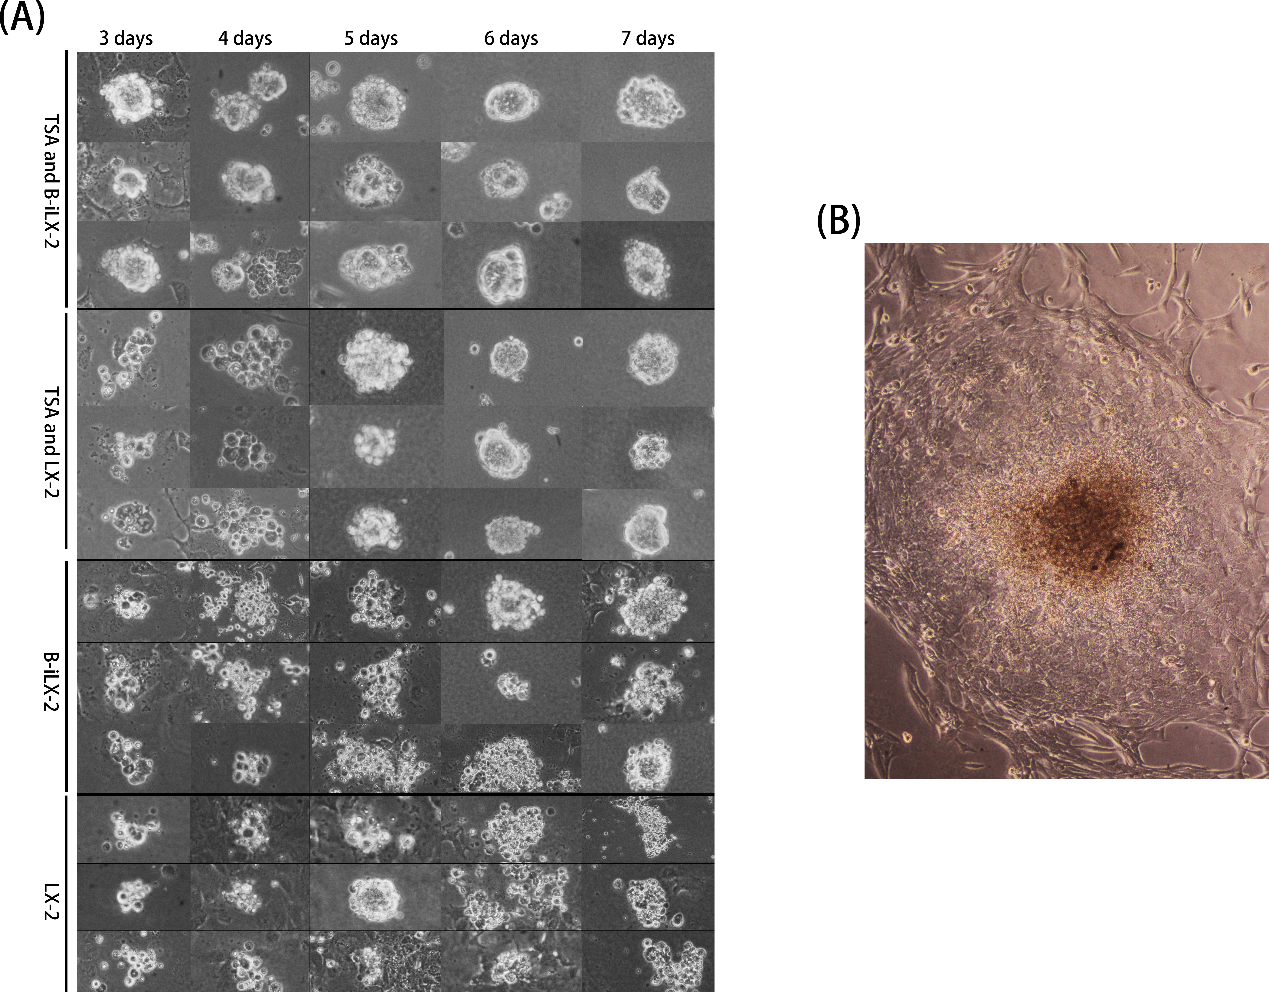 (A)
3 days 4 days 5 days 6 days 7 days
TSA and B-iLX-2
TSA and LX-2
B-iLX-2
LX-2
(B)